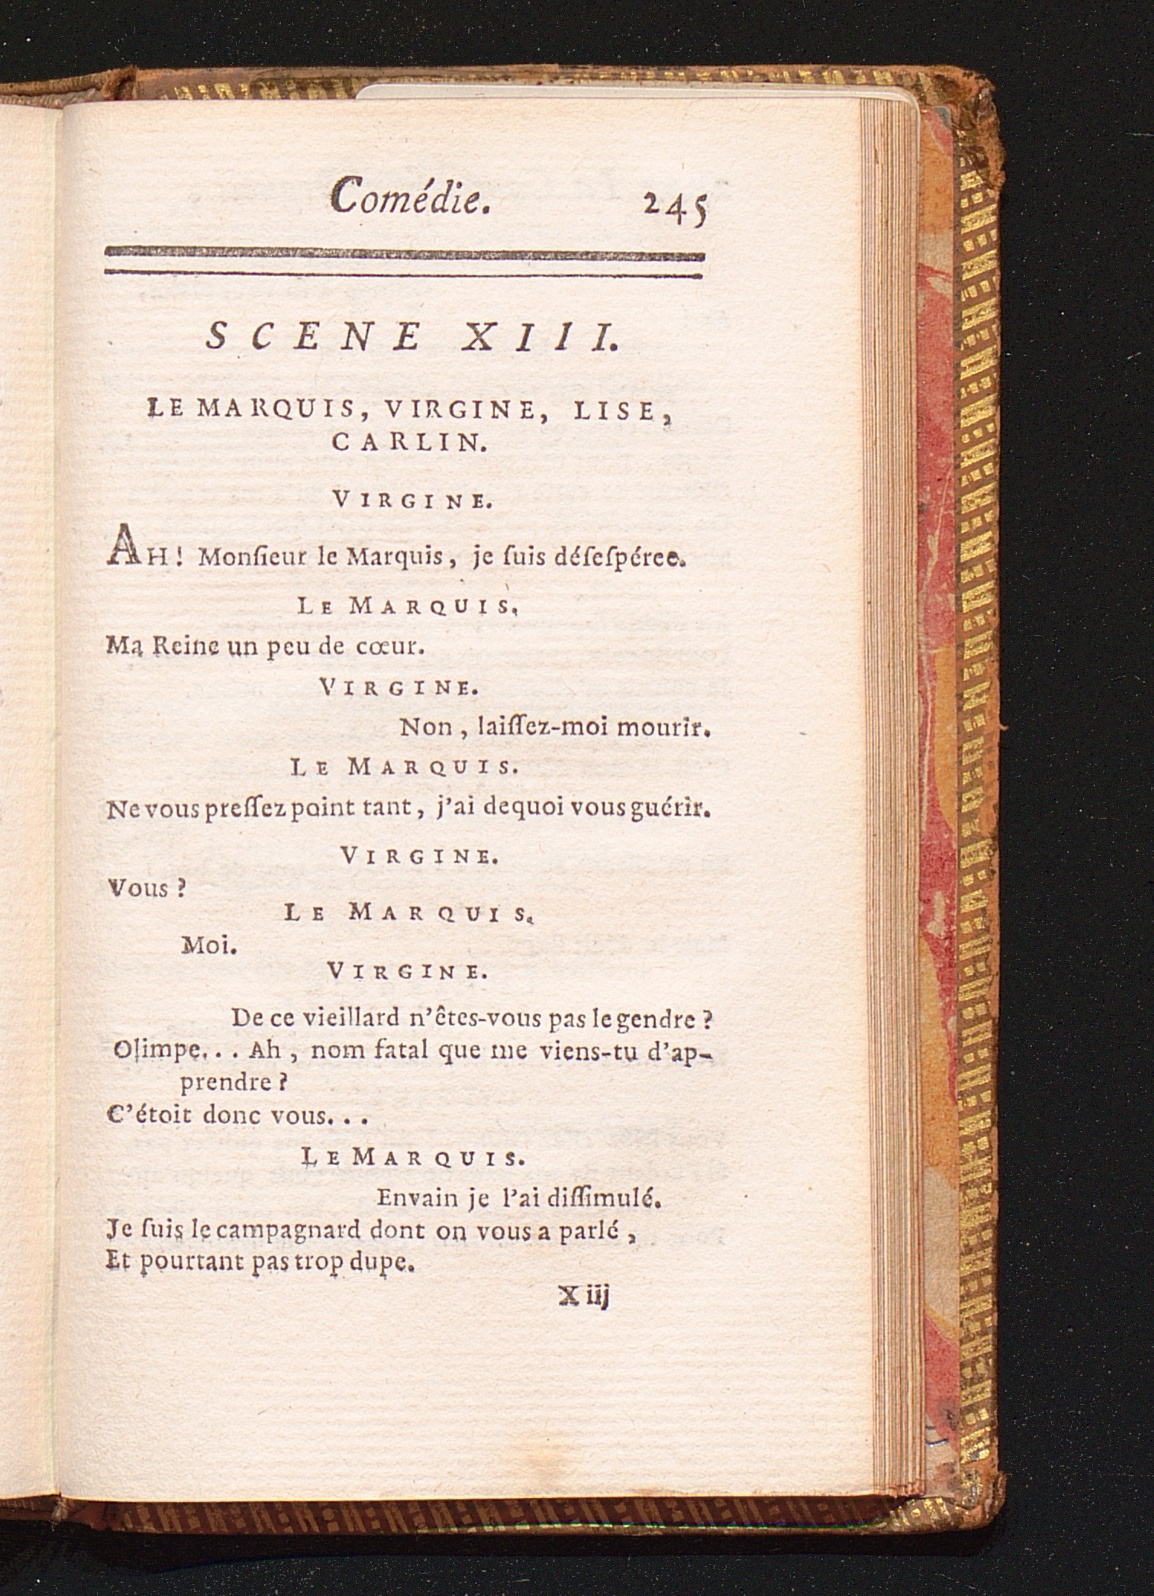 Comédie. 245
SCENE XIII.
LE MARQUIS, VIRGINE, LISE,
CARLIN.
VIRGINE.
AH! Monſieur le Marquis, je ſuis déſeſpérée.
LE MARQUIS,
Ma Reine un peu de cœur.
VIRGINE.
Non, laiſſez-moi mourir.
LE MARQUIS.
Ne vous preſſez point tant, j'ai dequoi vous guérir.
VIRGINE.
Vous?
LE MARQUIS.
Moi.
VIRGINE.
De ce vieillard n'êtes-vous pas le gendre?
Olimpe... Ah, nom fatal que me viens-tu d'ap-
prendre?
C'étoit donc vous...
LE MARQUIS.
Envain je l'ai diſſimulé.
Je ſuis le campagnard dont on vous a parlé,
Et pourtant pas trop dupe.
X iij